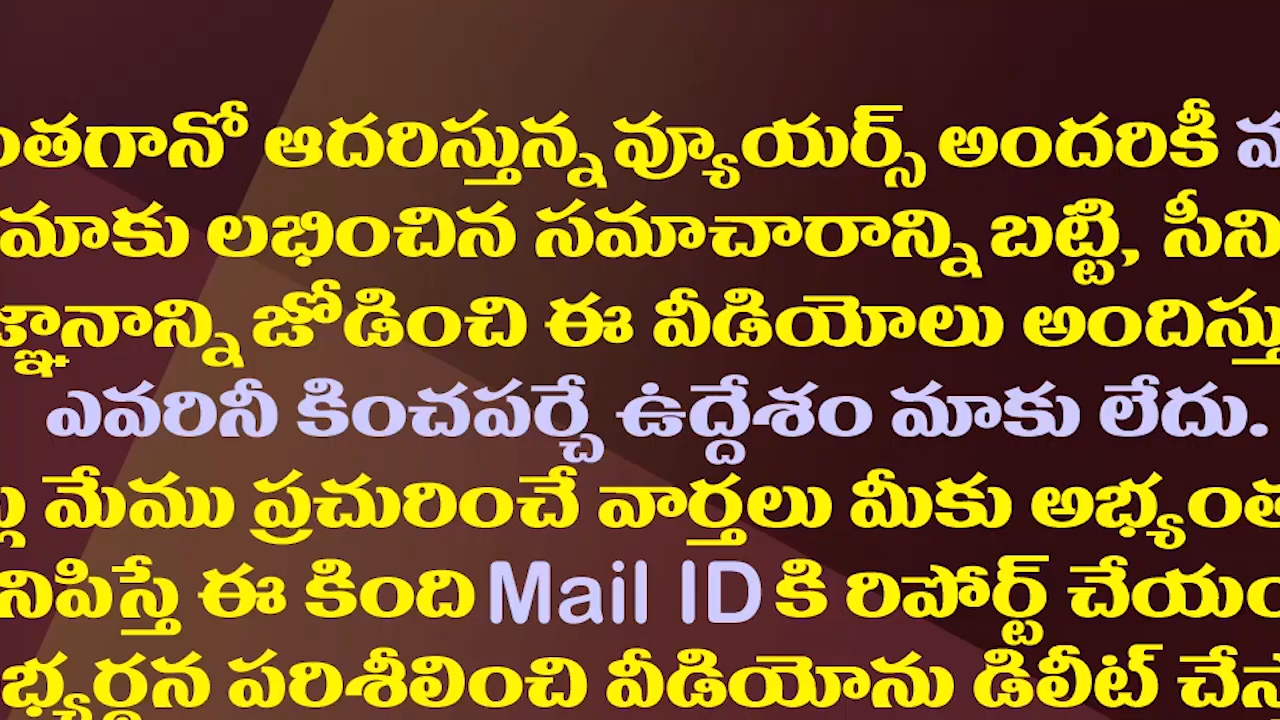 ంతగానో ఆదరిస్తున్న వ్యూయర్స్ అందరికీ
మాకు లభించిన సమాచారాన్ని బట్టి, సీని
జ్ఞానాన్ని జోడించి ఈ వీడియోలు అందిస్తు
ఎవరినీ కించపర్చే ఉద్దేశం మాకు లేదు.
మేము ప్రచురించే వార్తలు మీకు అభ్యంత
నిపిస్తే ఈ కింది Mail ID కి రిపోర్ట్ చేయం
భ్యర్థన పరిశీలించి వీడియోను డిలీట్ చేస